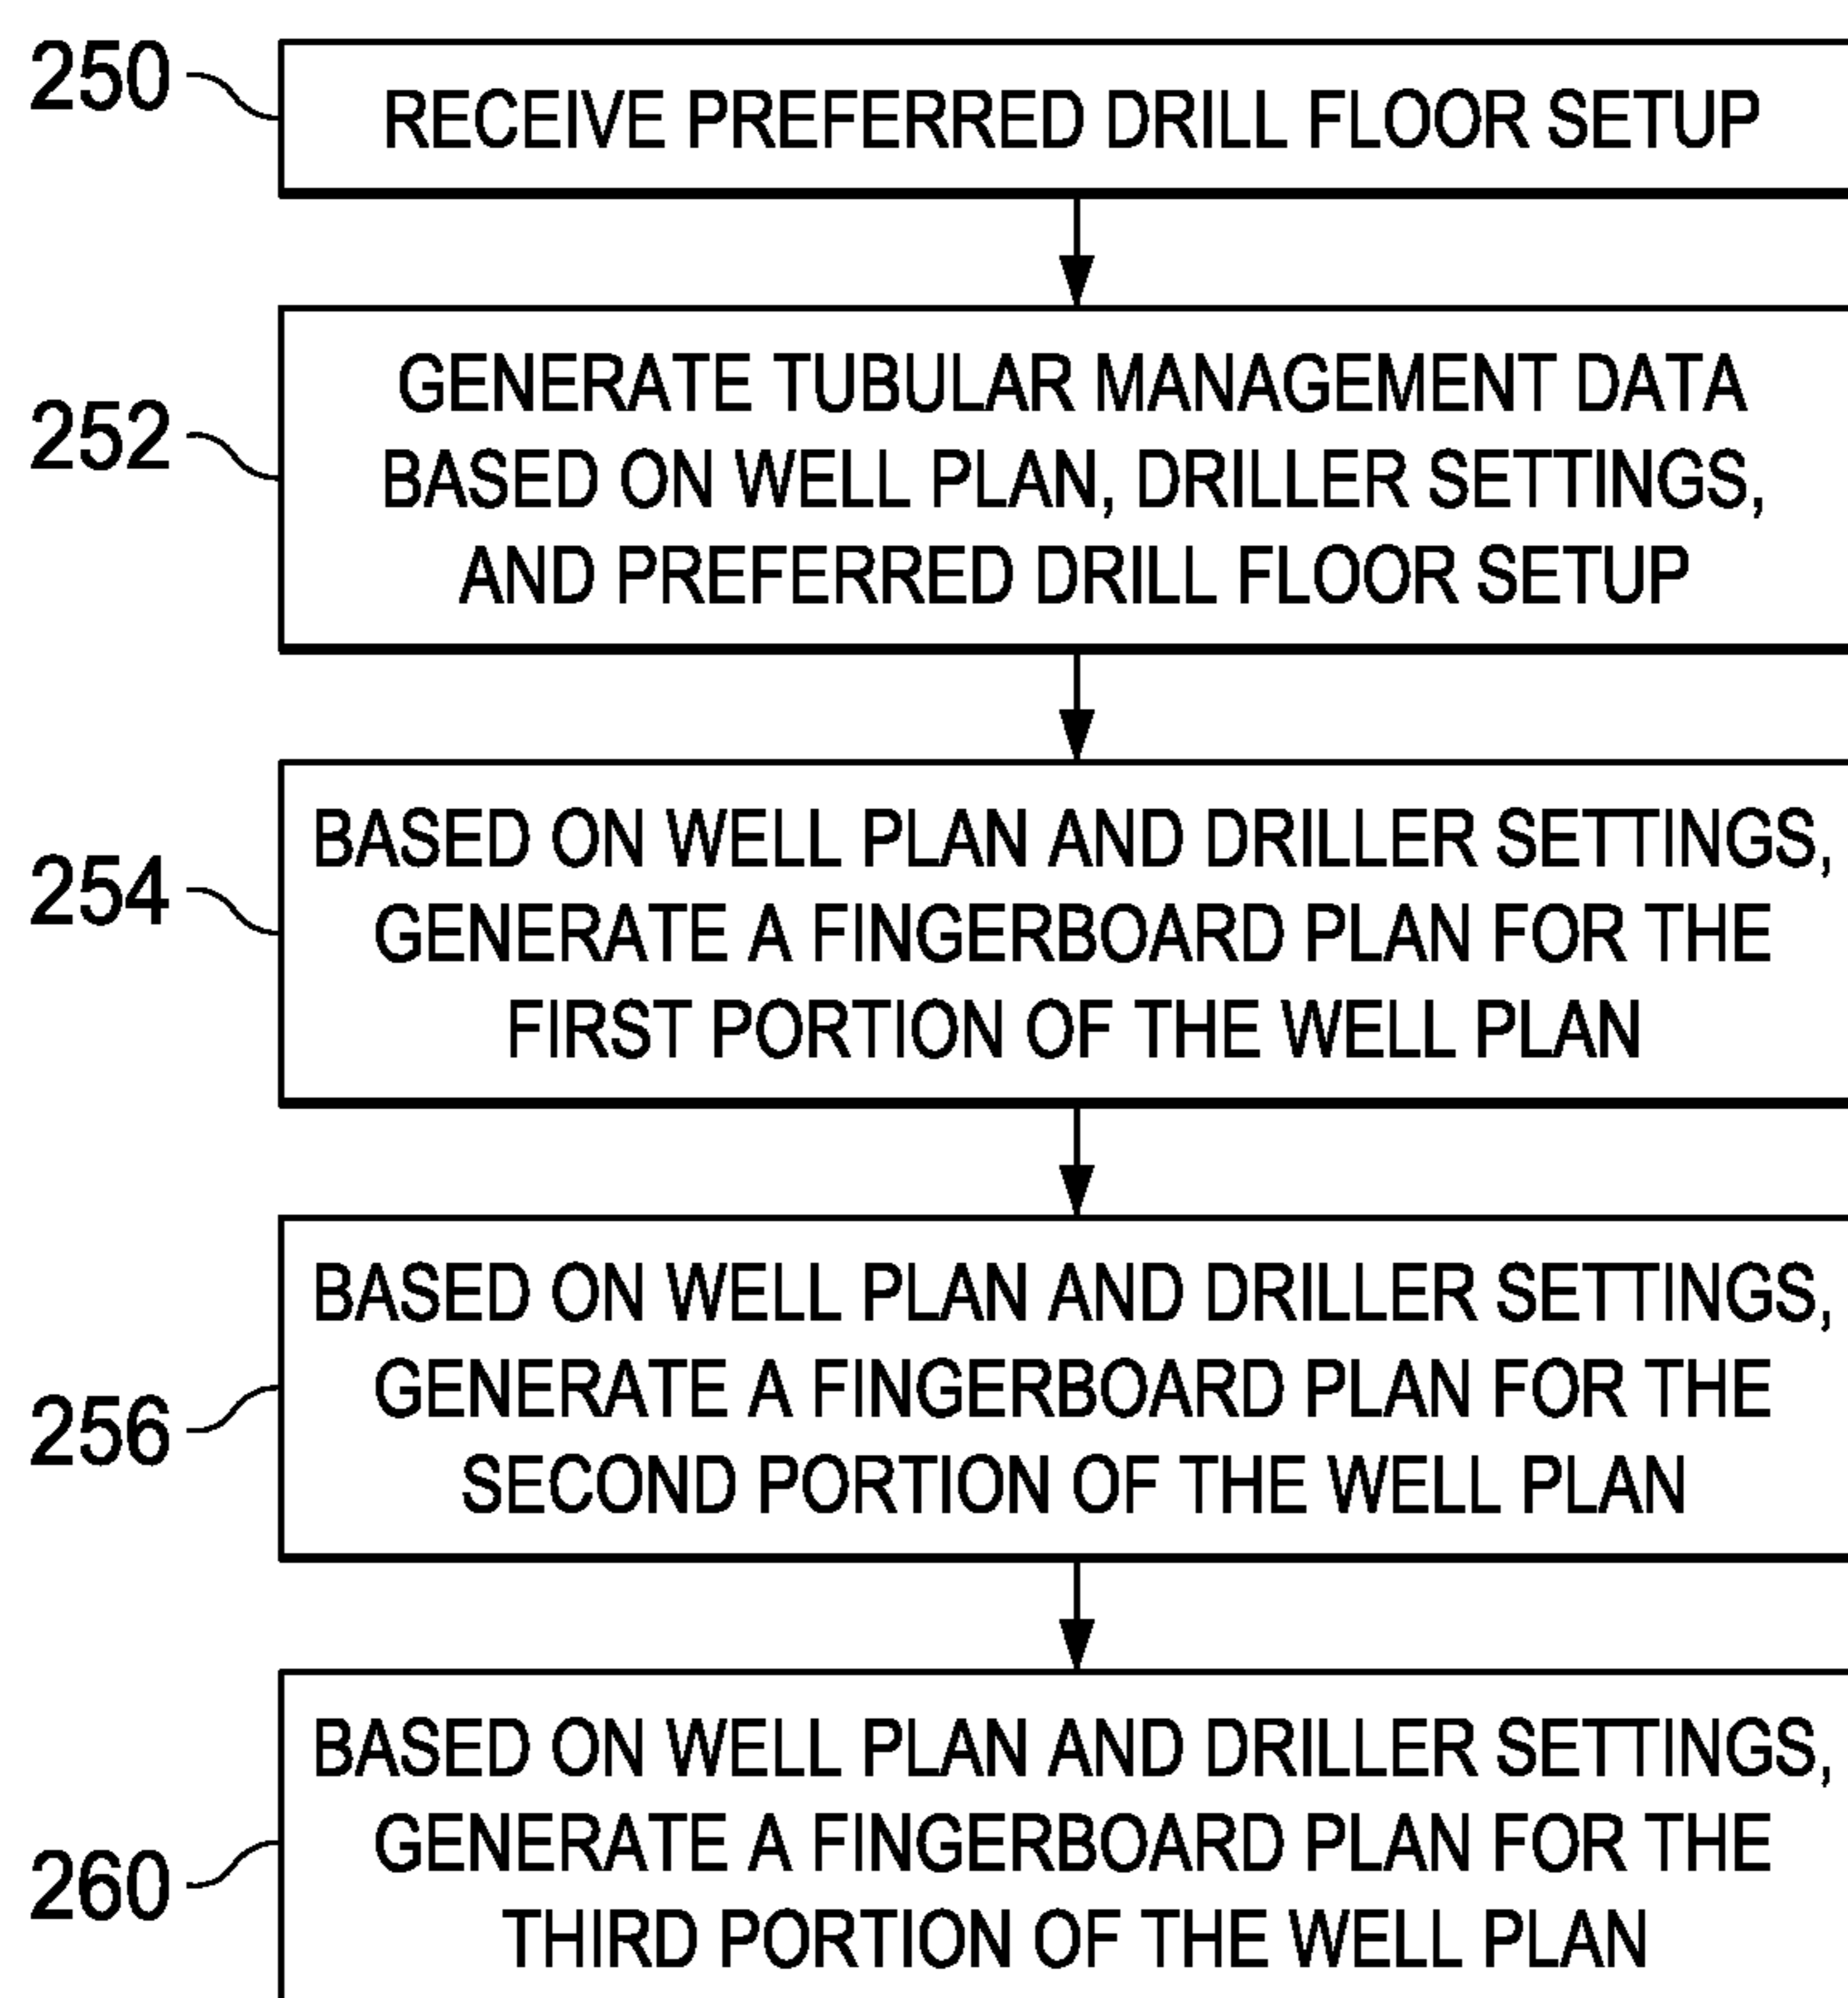 250
RECEIVE PREFERRED DRILL FLOOR SETUP
252
GENERATE TUBULAR MANAGEMENT DATA
BASED ON WELL PLAN, DRILLER SETTINGS,
AND PREFERRED DRILL FLOOR SETUP
254
BASED ON WELL PLAN AND DRILLER SETTINGS,
GENERATE A FINGERBOARD PLAN FOR THE
FIRST PORTION OF THE WELL PLAN
256
BASED ON WELL PLAN AND DRILLER SETTINGS,
GENERATE A FINGERBOARD PLAN FOR THE
SECOND PORTION OF THE WELL PLAN
260
BASED ON WELL PLAN AND DRILLER SETTINGS,
GENERATE A FINGERBOARD PLAN FOR THE
THIRD PORTION OF THE WELL PLAN